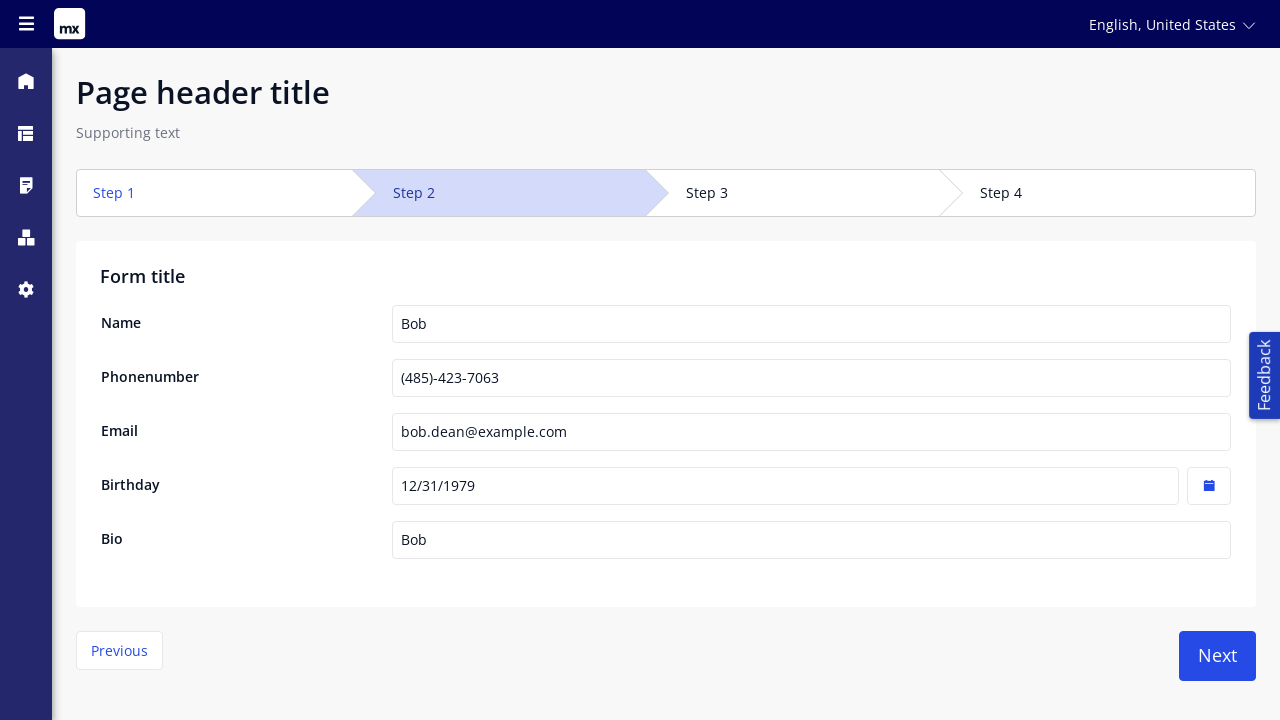 mx
English, United States
Page header title
Supporting text
Step 1
Step 2
Step 3
Step 4
Form title
Name
Bob
Phonenumber
(485)-423-7063
Email
bob.dean@example.com
Birthday
12/31/1979
Bio
Bob
Feedback
Previous
Next